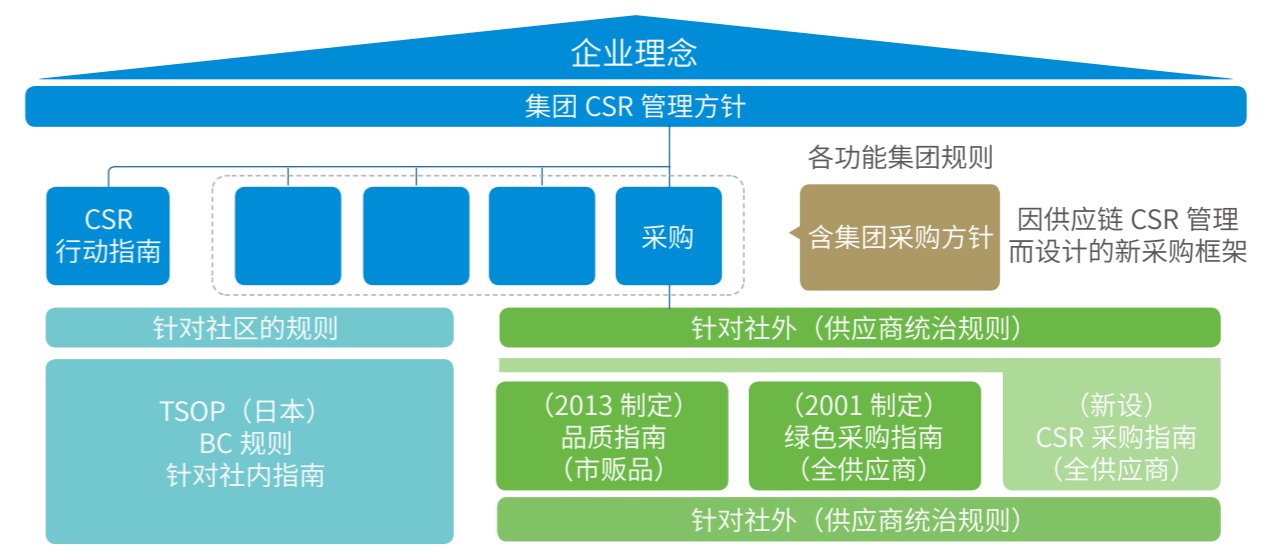 企业理念
集团 CSR 管理方针
各功能集团规则
CSR
行动指南
采购
含集团采购方针
因供应链 CSR 管理
而设计的新采购框架
针对社区的规则
针对社外（供应商统治规则）
TSOP（日本）
BC 规则
针对社内指南
（2013 制定）
品质指南
（市贩品）
（2001 制定）
绿色采购指南
（全供应商）
（新设）
CSR 采购指南
（全供应商）
针对社外（供应商统治规则）